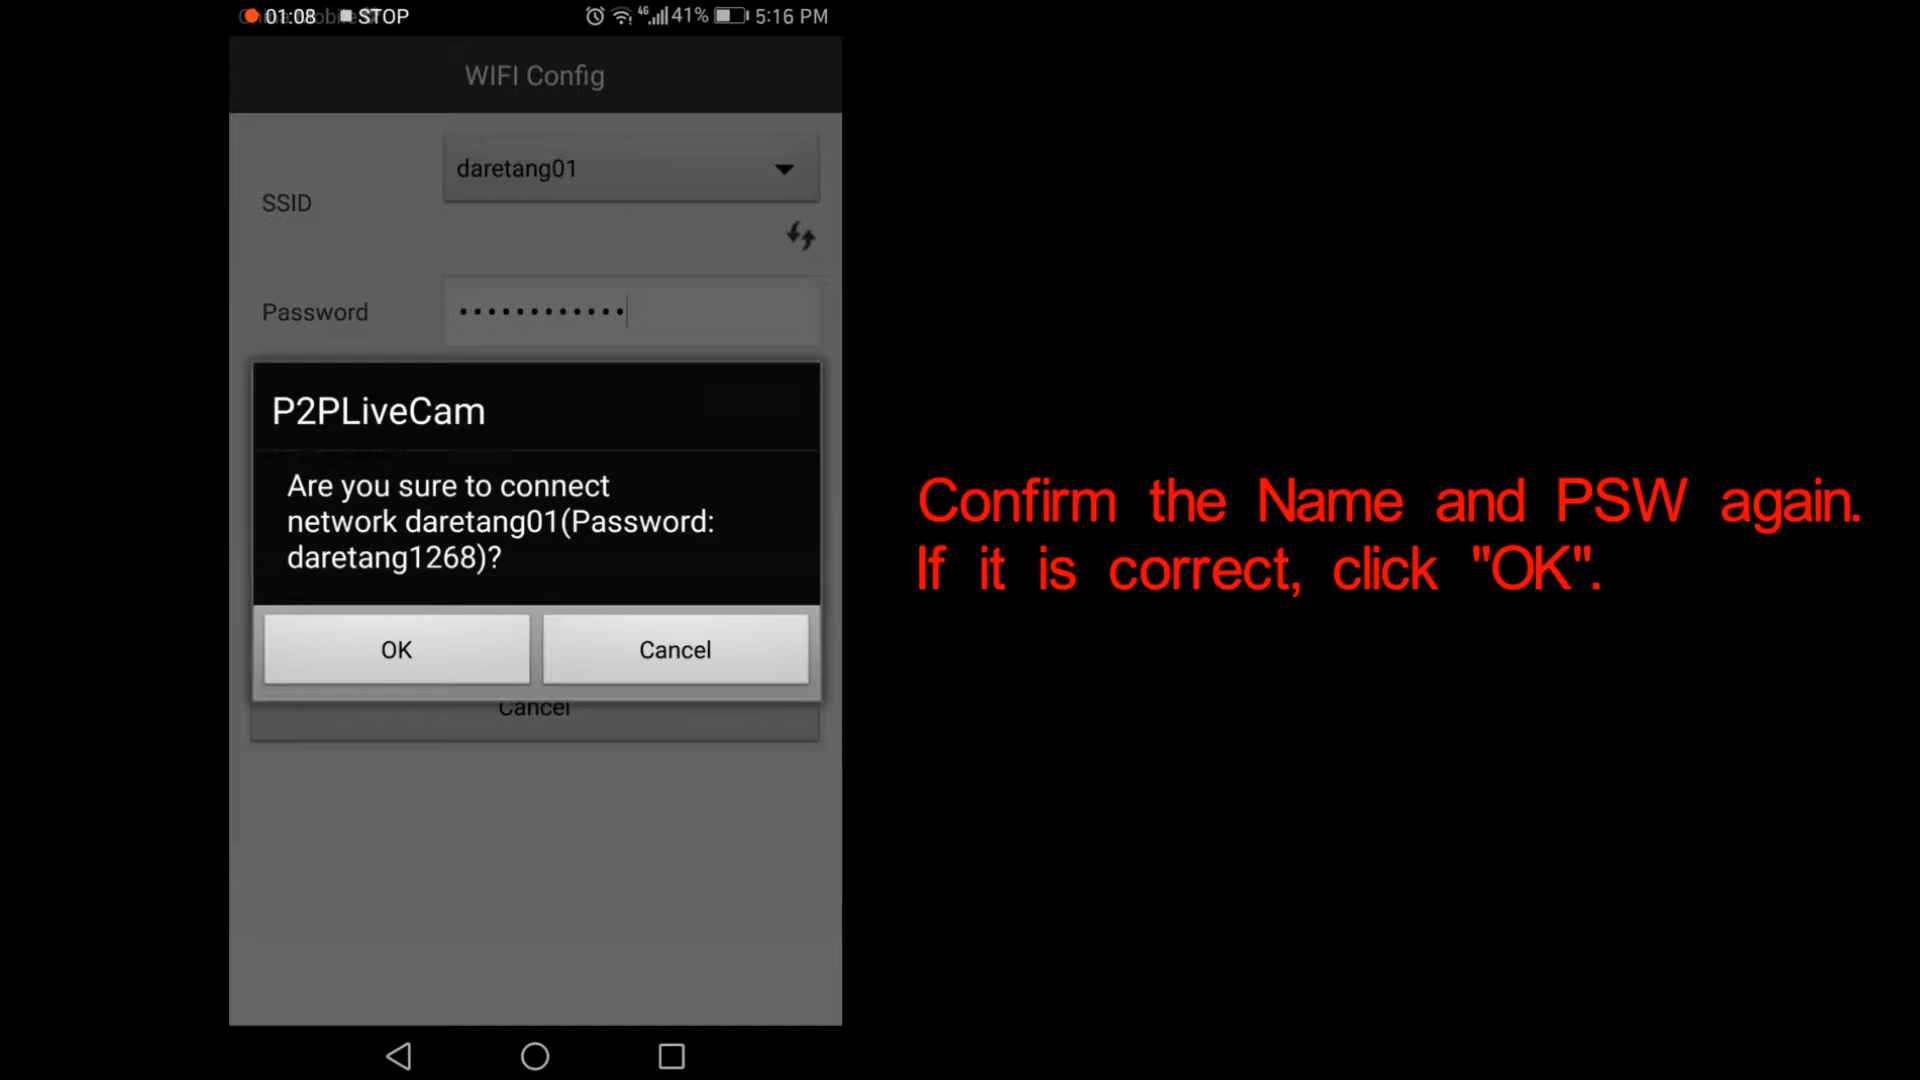 01:08 STOP 4G 41% 5:16 PM
WIFI Config
daretang01
SSID
Password ••••••••••••
P2PLiveCam
Are you sure to connect
network daretang01(Password:
daretang1268)?
OK Cancel
Cancel
Confirm the Name and PSW again.
If it is correct, click "OK".